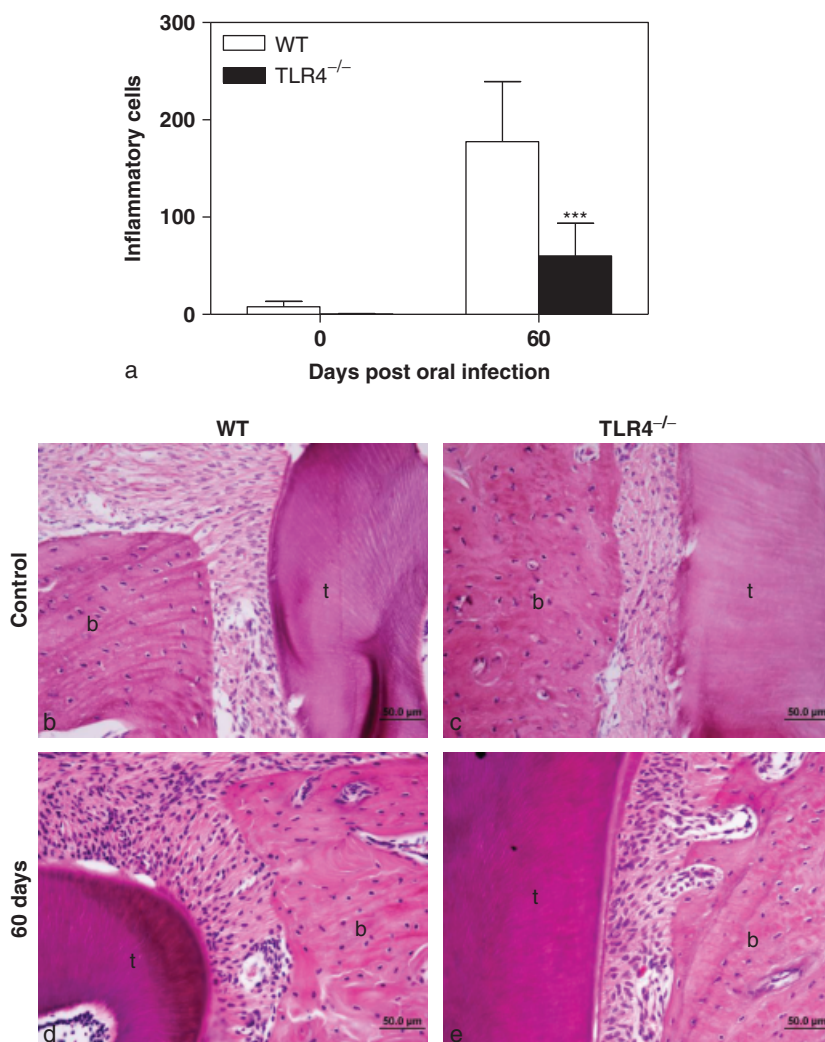 300
WT
TLR4–/–
200
Inflammatory cells
100
***
0
0 60
a Days post oral infection
WT TLR4–/–
Control
b t
b 50.0 µm
b t
c 50.0 µm
60 days
t b
d 50.0 µm
t b
e 50.0 µm